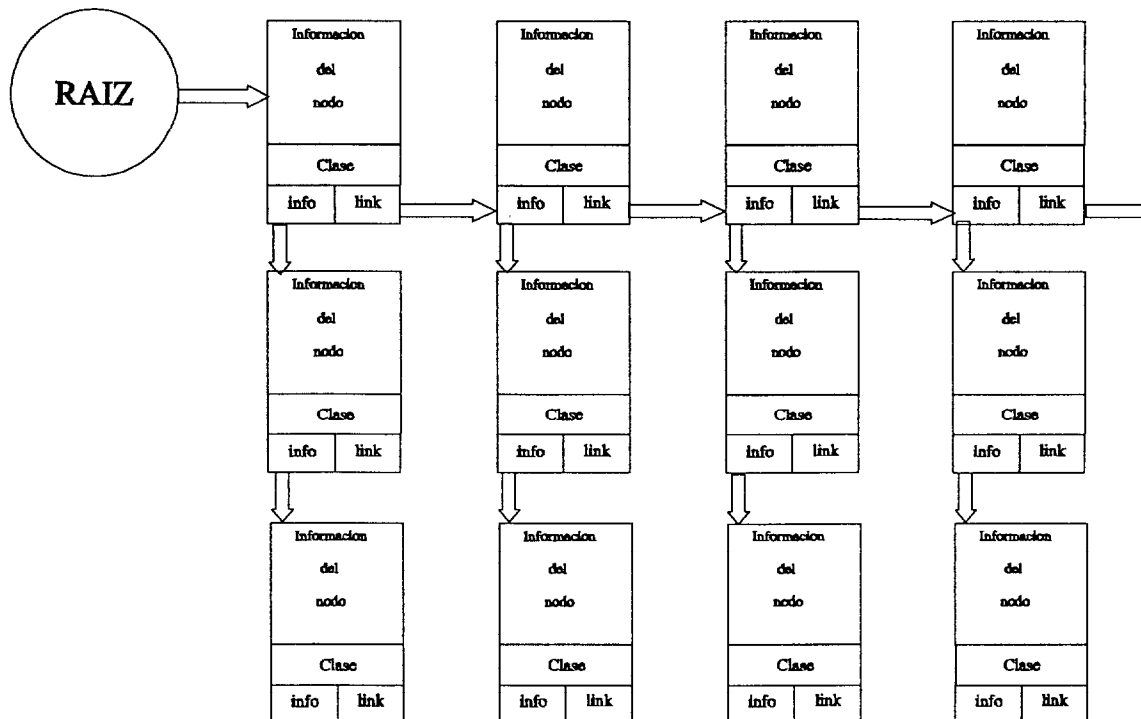 RAIZ
Informacion
del
nodo
Clase
info link
Informacion
del
nodo
Clase
info link
Informacion
del
nodo
Clase
info link
Informacion
del
nodo
Clase
info link
Informacion
del
nodo
Clase
info link
Informacion
del
nodo
Clase
info link
Informacion
del
nodo
Clase
info link
Informacion
del
nodo
Clase
info link
Informacion
del
nodo
Clase
info link
Informacion
del
nodo
Clase
info link
Informacion
del
nodo
Clase
info link
Informacion
del
nodo
Clase
info link